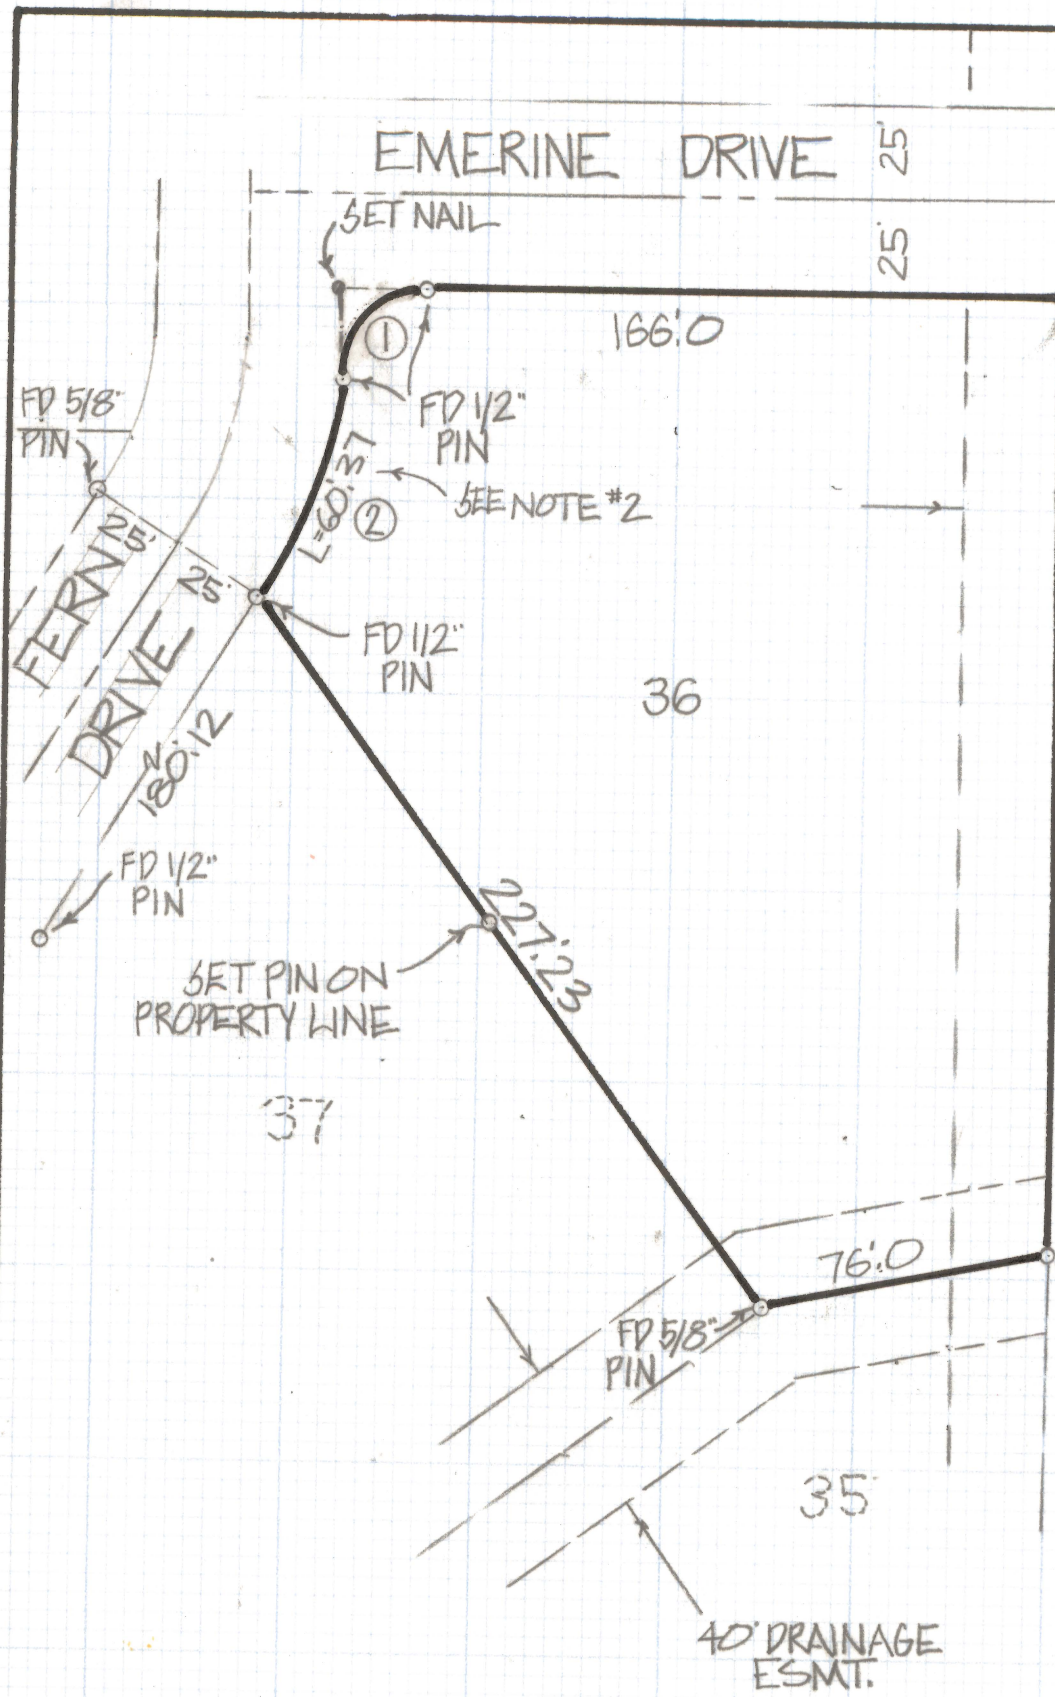 EMERINE DRIVE
25'
25'
SET NAIL
166.'0
1
FD 5/8"
PIN
FD 1/2"
PIN
L=60.'37
SEE NOTE #2
2
25'
25'
FERN
DRIVE
FD 1/2"
PIN
36
180.'12
FD 1/2"
PIN
227.'23
SET PIN ON
PROPERTY LINE
37
76.'0
FD 5/8"
PIN
35
40' DRAINAGE
ESMT.